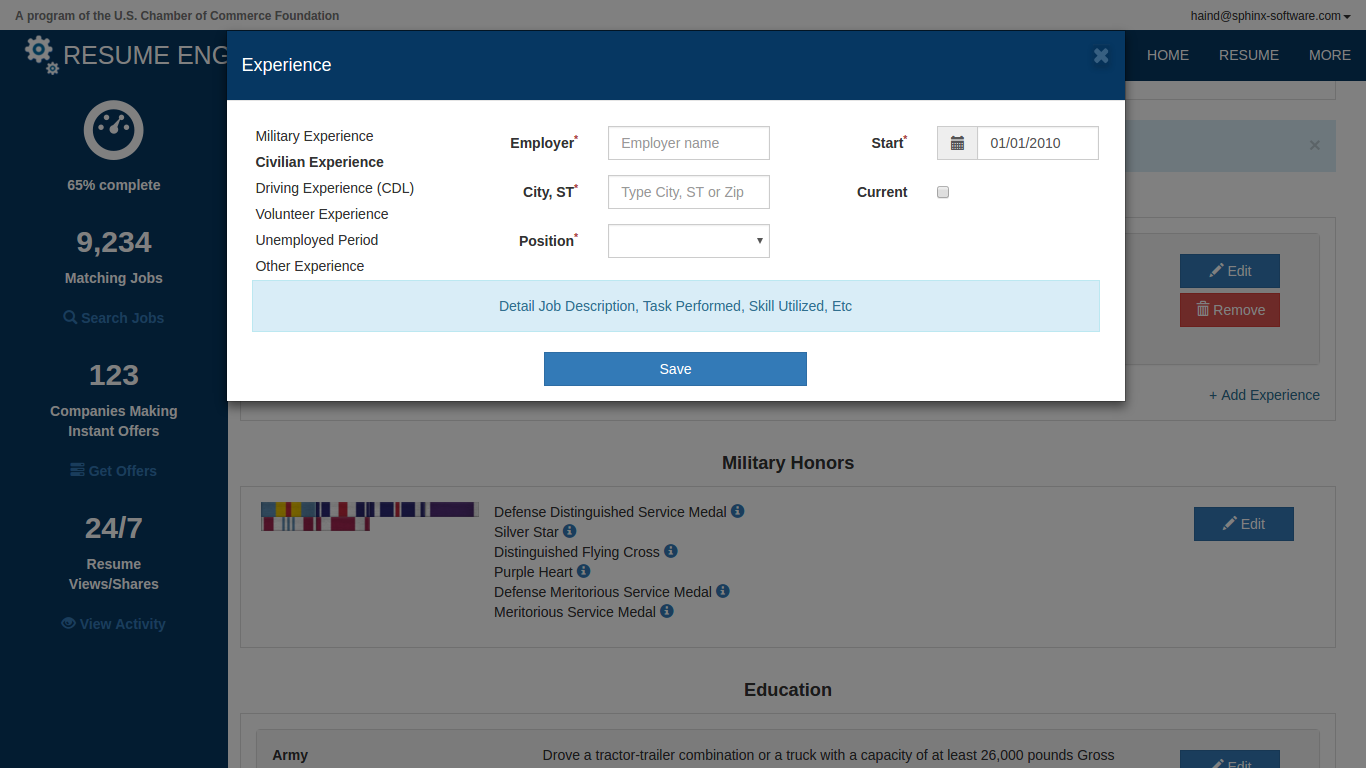 A program of the U.S. Chamber of Commerce Foundation
haind@sphinx-software.com
RESUME ENG
HOME
RESUME
MORE
Experience
65% complete
9,234
Matching Jobs
Search Jobs
123
Companies Making
Instant Offers
Get Offers
24/7
Resume
Views/Shares
View Activity
Military Experience
Civilian Experience
Driving Experience (CDL)
Volunteer Experience
Unemployed Period
Other Experience
Employer*
Employer name
City, ST*
Type City, ST or Zip
Position*
Start*
01/01/2010
Current
Detail Job Description, Task Performed, Skill Utilized, Etc
Save
Edit
Remove
+ Add Experience
Military Honors
Defense Distinguished Service Medal
Silver Star
Distinguished Flying Cross
Purple Heart
Defense Meritorious Service Medal
Meritorious Service Medal
Edit
Education
Army
Drove a tractor-trailer combination or a truck with a capacity of at least 26,000 pounds Gross
Edit